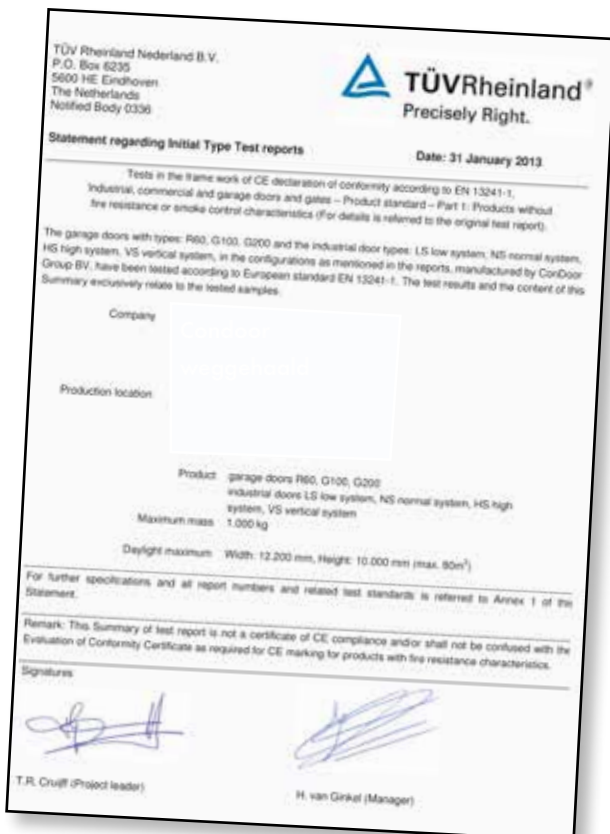 TÜV Rheinland Nederland B.V.
P.O. Box 6235
5600 HE Eindhoven
The Netherlands
Notified Body 0336
TÜVRheinland®
Precisely Right.
Statement regarding Initial Type Test reports
Date: 31 January 2013
Tests in the frame work of CE declaration of conformity according to EN 13241-1,
Industrial, commercial and garage doors and gates – Product standard – Part 1: Products without
fire resistance or smoke control characteristics (For details is referred to the original test report).
The garage doors with types: R60, G100, G200 and the industrial door types: LS low system, NS normal system,
HS high system, VS vertical system, in the configurations as mentioned in the reports, manufactured by ConDoor
Group BV, have been tested according to European standard EN 13241-1. The test results and the content of this
Summary exclusively relate to the tested samples.
Company
Condoor
Production location
Product garage doors R60, G100, G200
industrial doors LS low system, NS normal system, HS high
system, VS vertical system
Maximum mass 1.000 kg
Daylight maximum Width: 12.200 mm, Height: 10.000 mm (max. 80m²)
For further specifications and all report numbers and related test standards is referred to Annex 1 of the
Statement.
Remark: This Summary of test report is not a certificate of CE compliance and/or shall not be confused with the
Evaluation of Conformity Certificate as required for CE marking for products with fire resistance characteristics.
Signatures
T.R. Cruijff (Project leader)
H. van Ginkel (Manager)